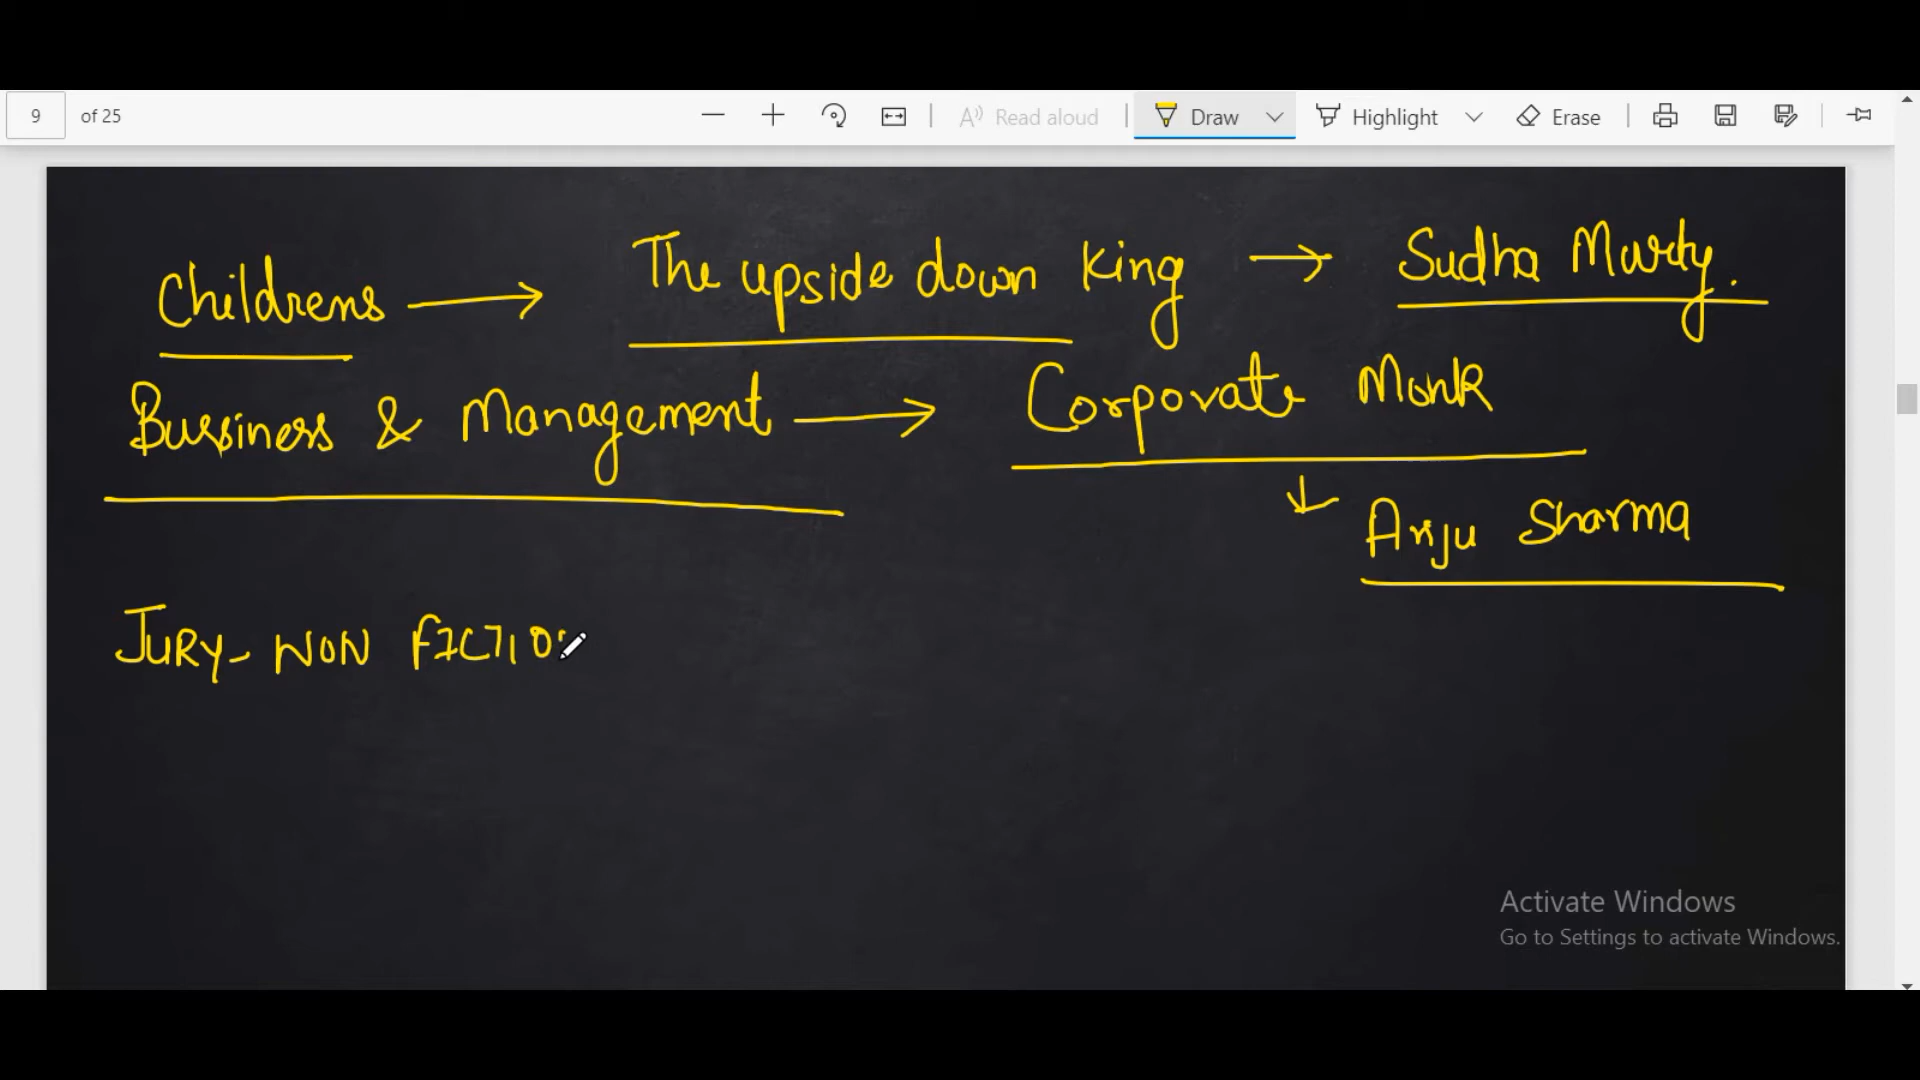 9 of 25 Read aloud Draw Highlight Erase
Childrens → The upside down King → Sudha Murty.
Bussiness & Management → Corporate Monk
↓ Anju Sharma
JURY - NON FICTION
Activate Windows
Go to Settings to activate Windows.